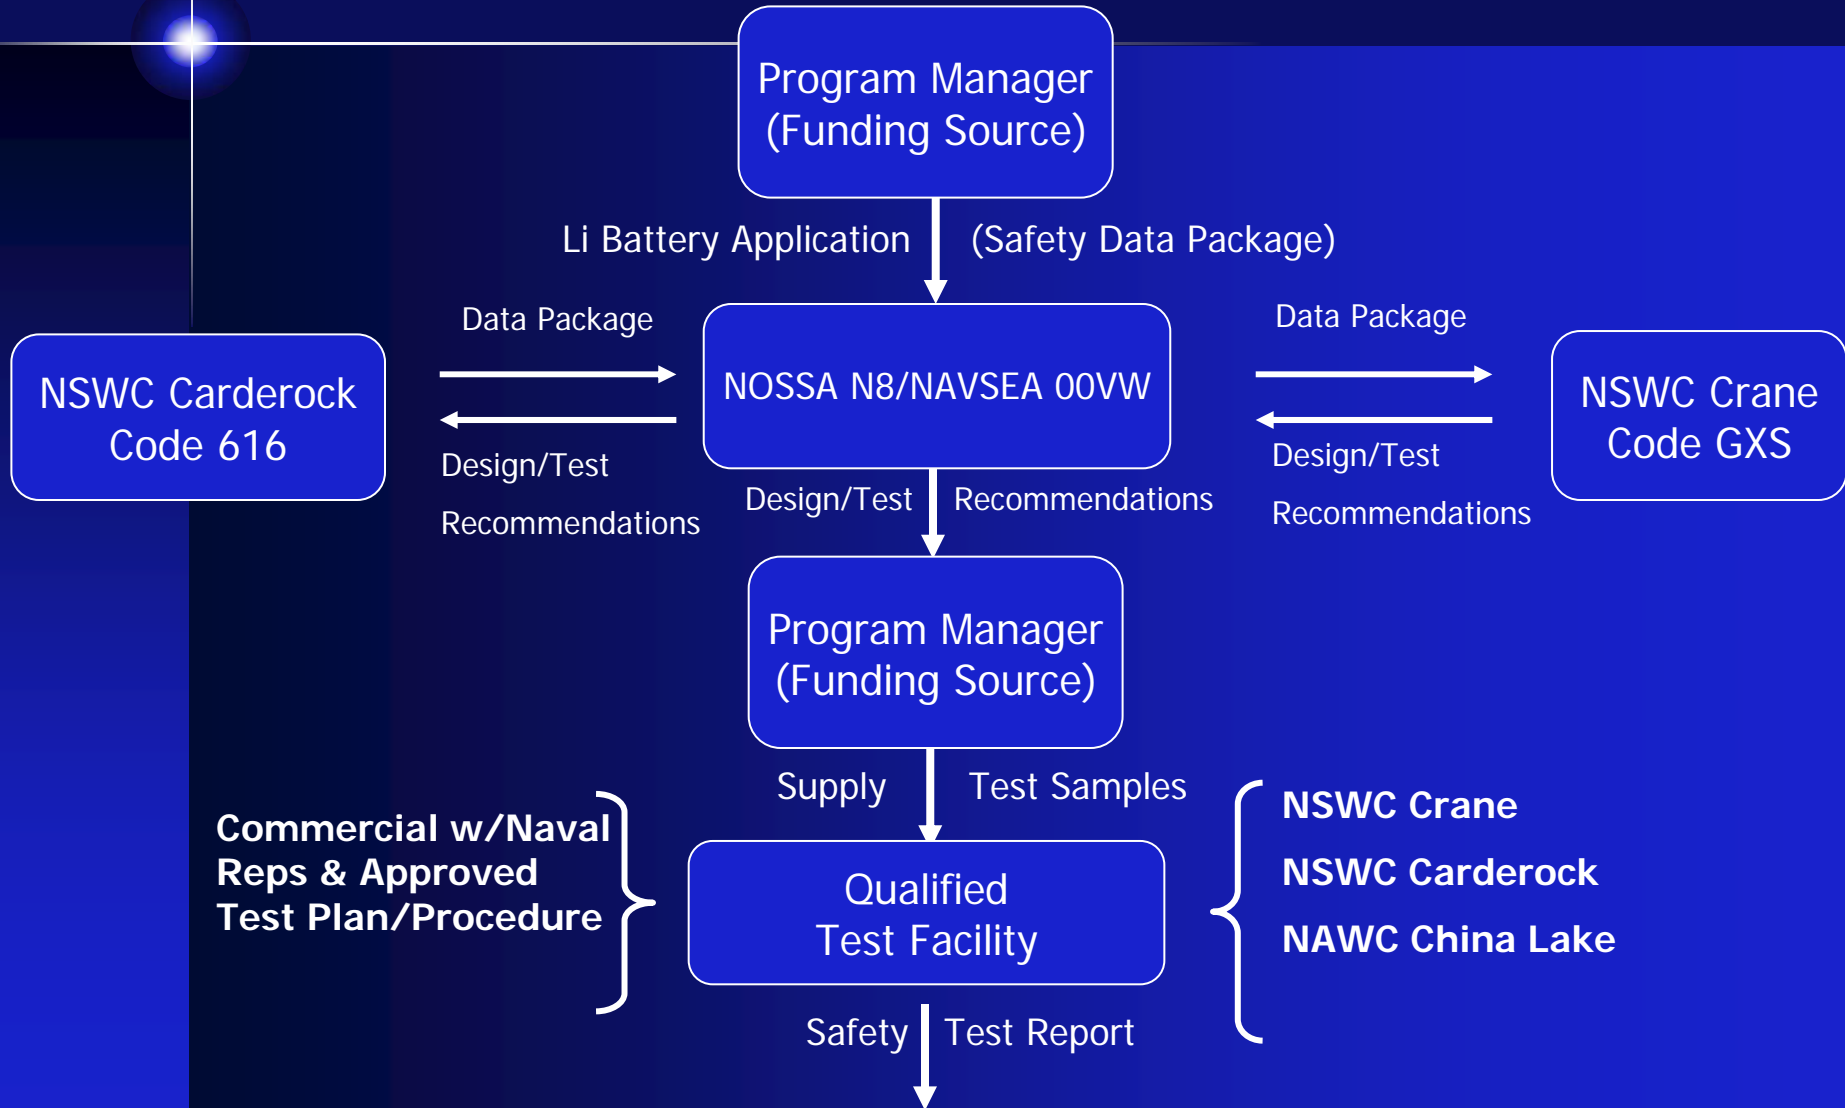 Program Manager
(Funding Source)
Li Battery Application (Safety Data Package)
Data Package
Data Package
NSWC Carderock
Code 616
NOSSA N8/NAVSEA 00VW
NSWC Crane
Code GXS
Design/Test
Recommendations
Design/Test Recommendations
Design/Test
Recommendations
Program Manager
(Funding Source)
Supply Test Samples
Commercial w/Naval
Reps & Approved
Test Plan/Procedure
Qualified
Test Facility
NSWC Crane
NSWC Carderock
NAWC China Lake
Safety Test Report